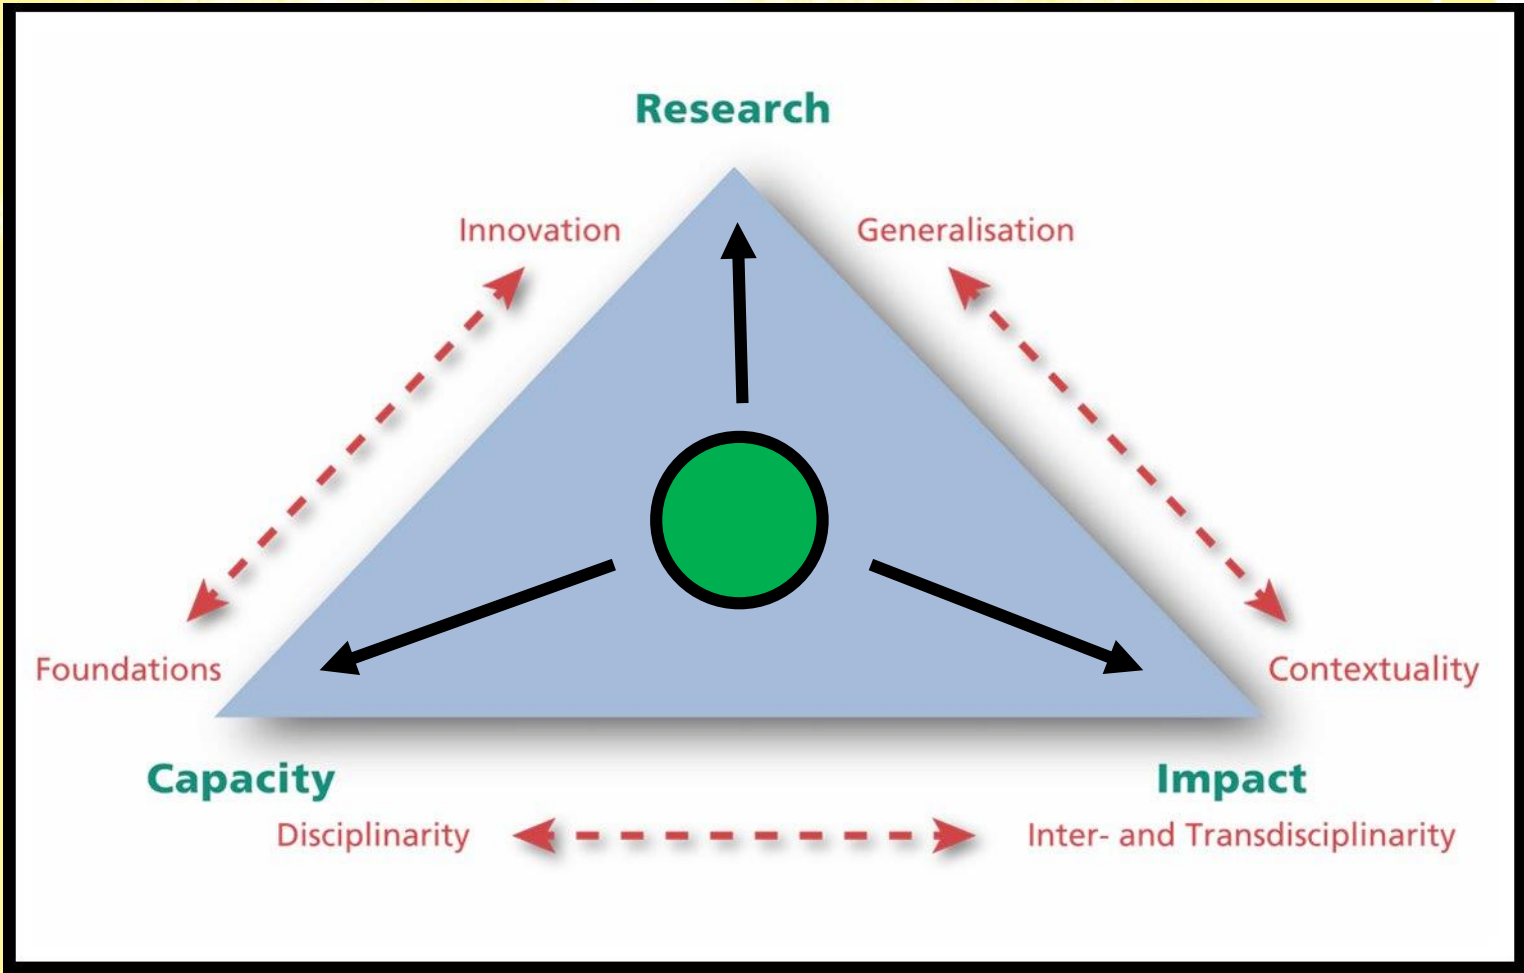 Research
Innovation
Generalisation
Foundations
Contextuality
Capacity
Impact
Disciplinarity
Inter- and Transdisciplinarity